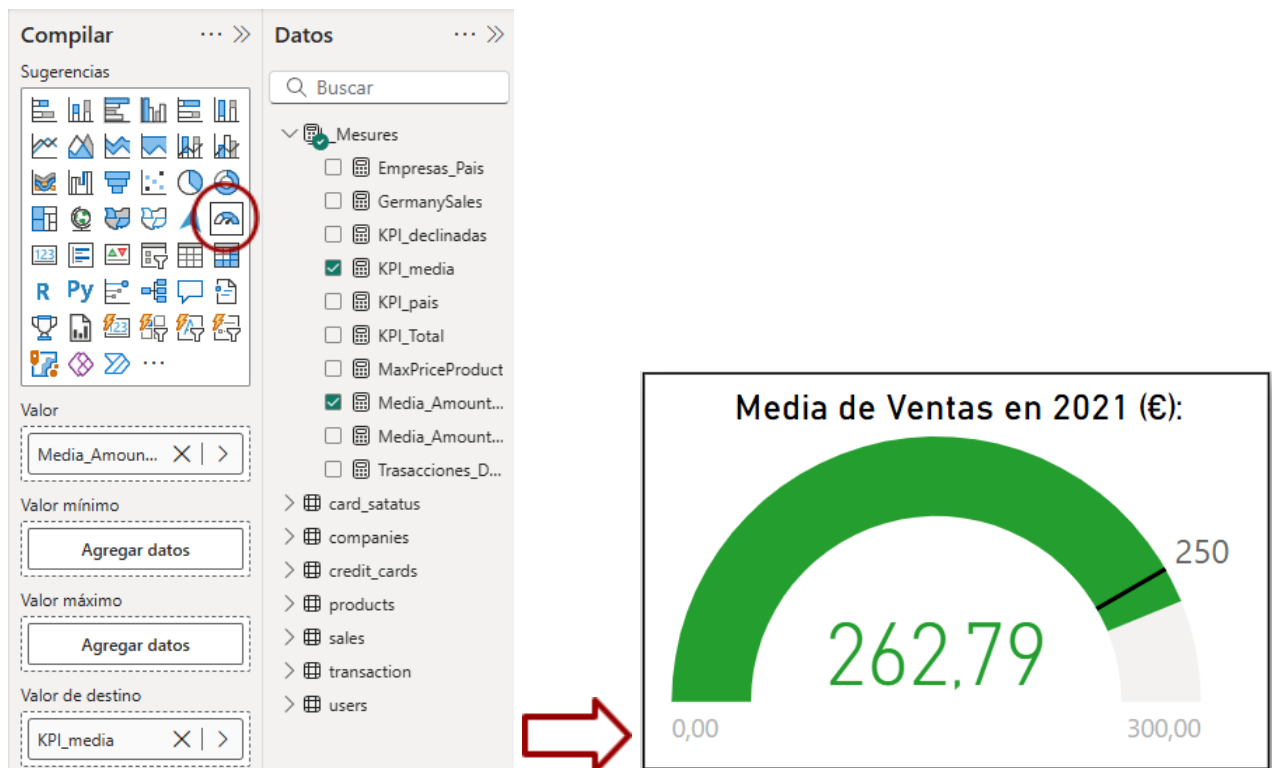 Compilar
Sugerencias
123
R
Py
123
Valor
Media_Amoun...
Valor mínimo
Agregar datos
Valor máximo
Agregar datos
Valor de destino
KPI_media
Datos
Buscar
_Mesures
Empresas_Pais
GermanySales
KPI_declinadas
KPI_media
KPI_pais
KPI_Total
MaxPriceProduct
Media_Amount...
Media_Amount...
Trasacciones_D...
card_satatus
companies
credit_cards
products
sales
transaction
users
Media de Ventas en 2021 (€):
250
262,79
0,00
300,00